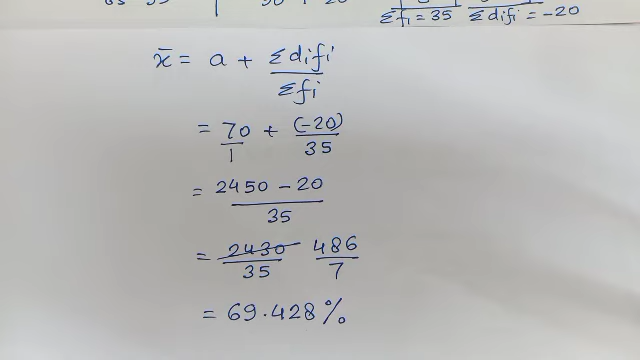 Σfi = 35 Σdifi = -20
x̄ = a + Σdifi / Σfi
= 70/1 + (-20)/35
= 2450 - 20 / 35
= 2430/35 486/7
= 69.428%